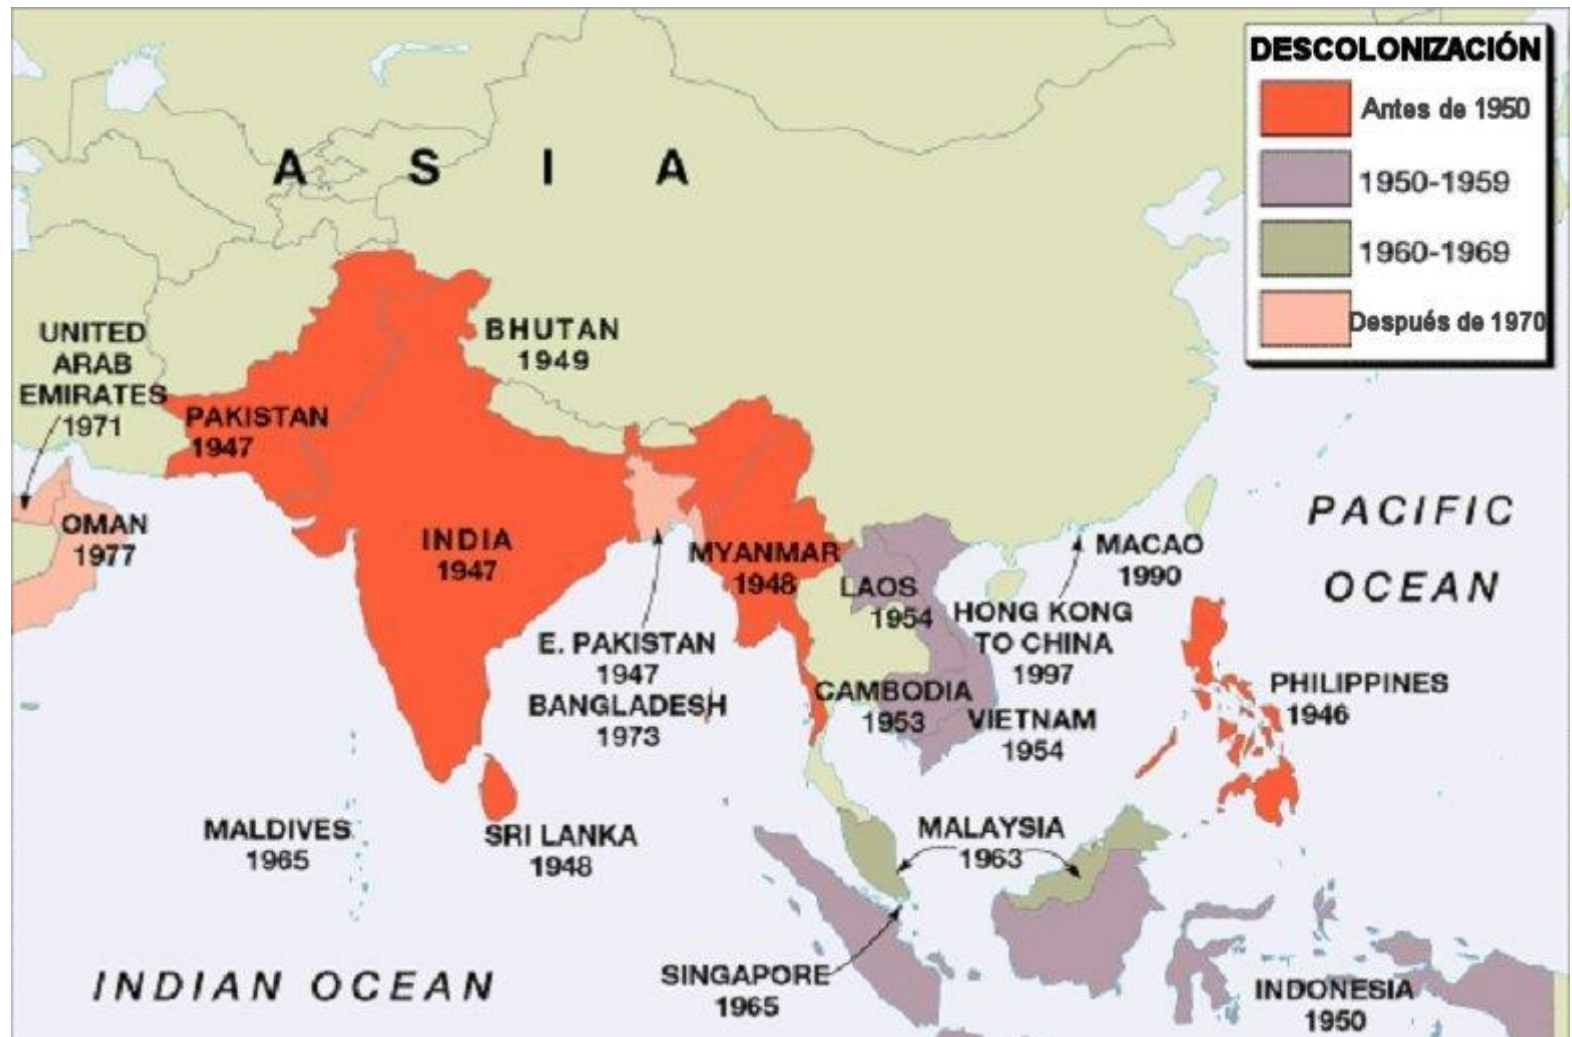 DESCOLONIZACIÓN
Antes de 1950
1950-1959
1960-1969
Después de 1970
A S I A
UNITED
ARAB
EMIRATES
1971
BHUTAN
1949
PAKISTAN
1947
OMAN
1977
INDIA
1947
MYANMAR
1948
LAOS
1954
MACAO
1990
HONG KONG
TO CHINA
1997
PACIFIC
OCEAN
E. PAKISTAN
1947
BANGLADESH
1973
CAMBODIA
1953
VIETNAM
1954
PHILIPPINES
1946
MALDIVES
1965
SRI LANKA
1948
MALAYSIA
1963
SINGAPORE
1965
INDIAN OCEAN
INDONESIA
1950